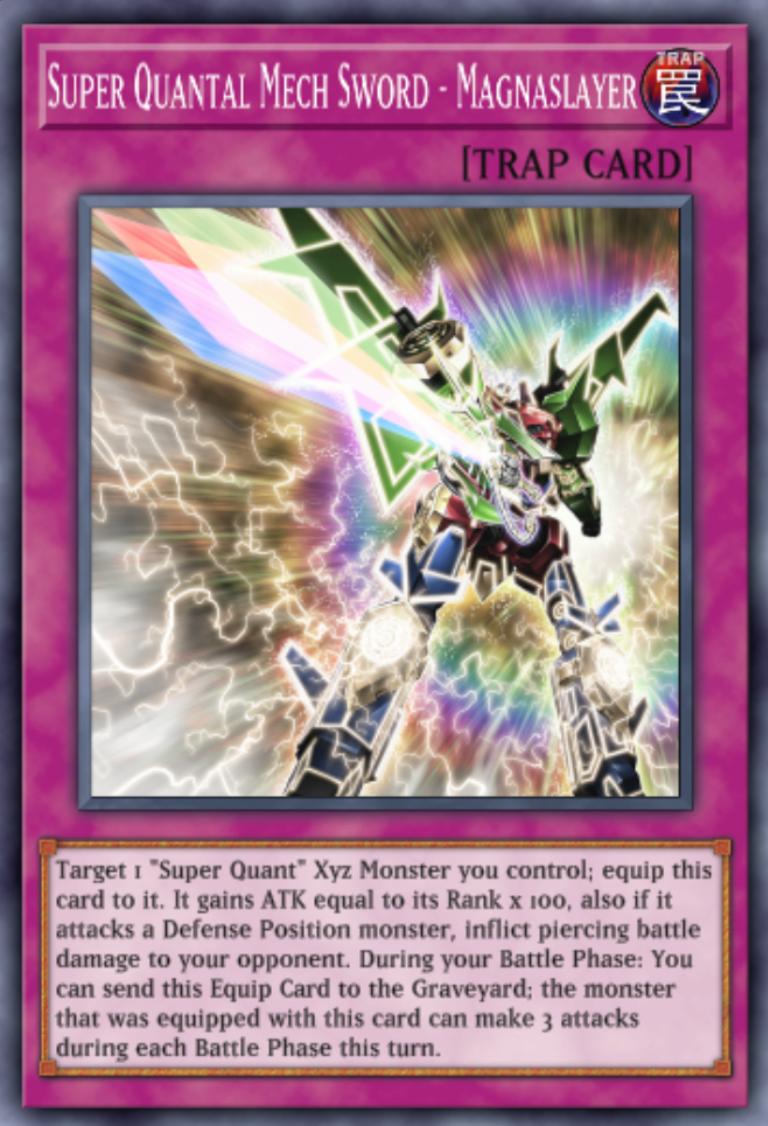 SUPER QUANTAL MECH SWORD - MAGNASLAYER
TRAP
罠
[TRAP CARD]
Target 1 "Super Quant" Xyz Monster you control; equip this
card to it. It gains ATK equal to its Rank x 100, also if it
attacks a Defense Position monster, inflict piercing battle
damage to your opponent. During your Battle Phase: You
can send this Equip Card to the Graveyard; the monster
that was equipped with this card can make 3 attacks
during each Battle Phase this turn.